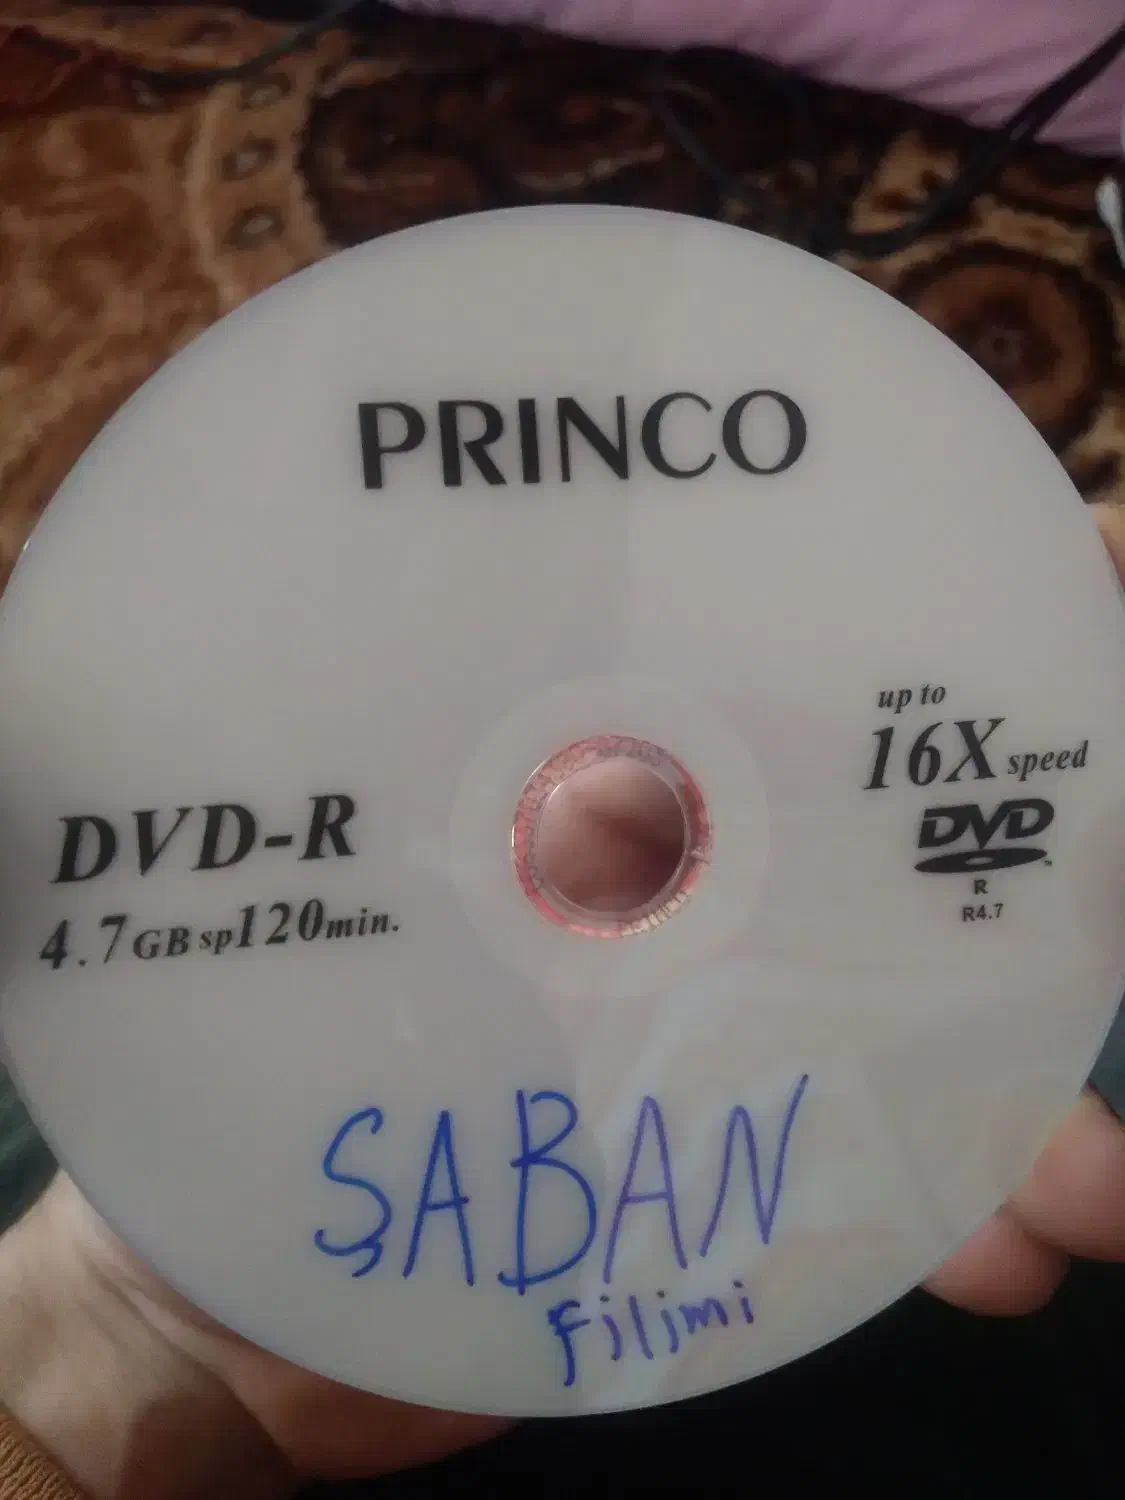 PRINCO
up to
16X speed
DVD
R
R4.7
DVD-R
4.7GB sp120min.
ŞABAN
Filimi